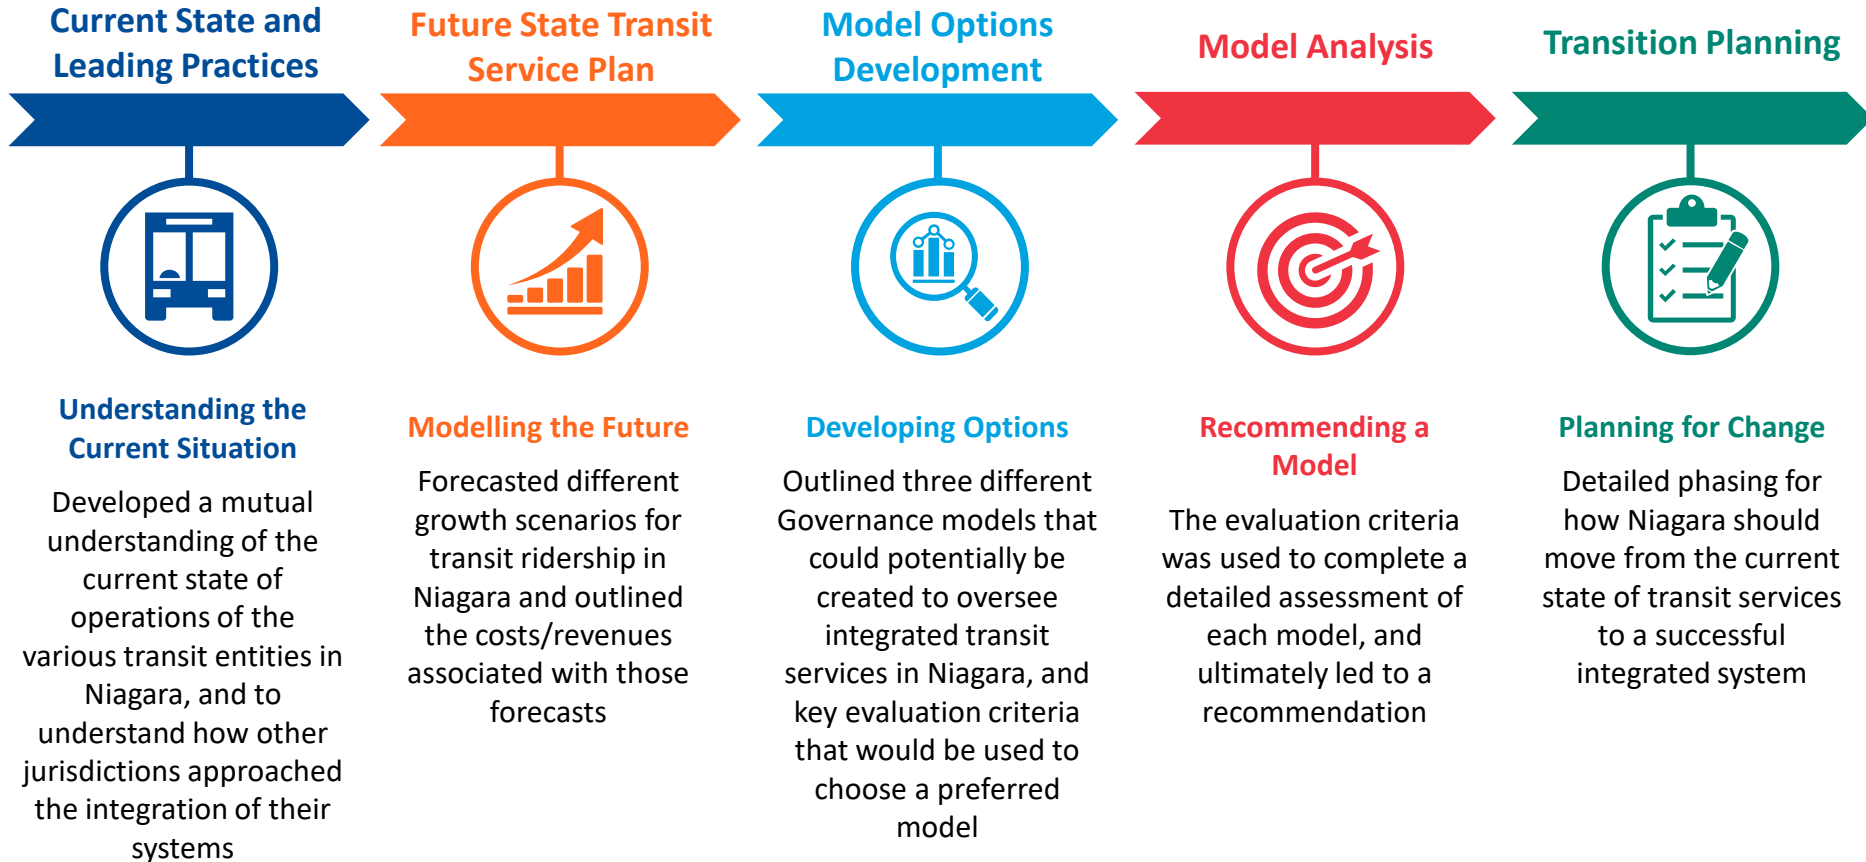 Current State and
Leading Practices
Future State Transit
Service Plan
Model Options
Development
Model Analysis
Transition Planning
Understanding the
Current Situation
Developed a mutual
understanding of the
current state of
operations of the
various transit entities in
Niagara, and to
understand how other
jurisdictions approached
the integration of their
systems
Modelling the Future
Forecasted different
growth scenarios for
transit ridership in
Niagara and outlined
the costs/revenues
associated with those
forecasts
Developing Options
Outlined three different
Governance models that
could potentially be
created to oversee
integrated transit
services in Niagara, and
key evaluation criteria
that would be used to
choose a preferred
model
Recommending a
Model
The evaluation criteria
was used to complete a
detailed assessment of
each model, and
ultimately led to a
recommendation
Planning for Change
Detailed phasing for
how Niagara should
move from the current
state of transit services
to a successful
integrated system